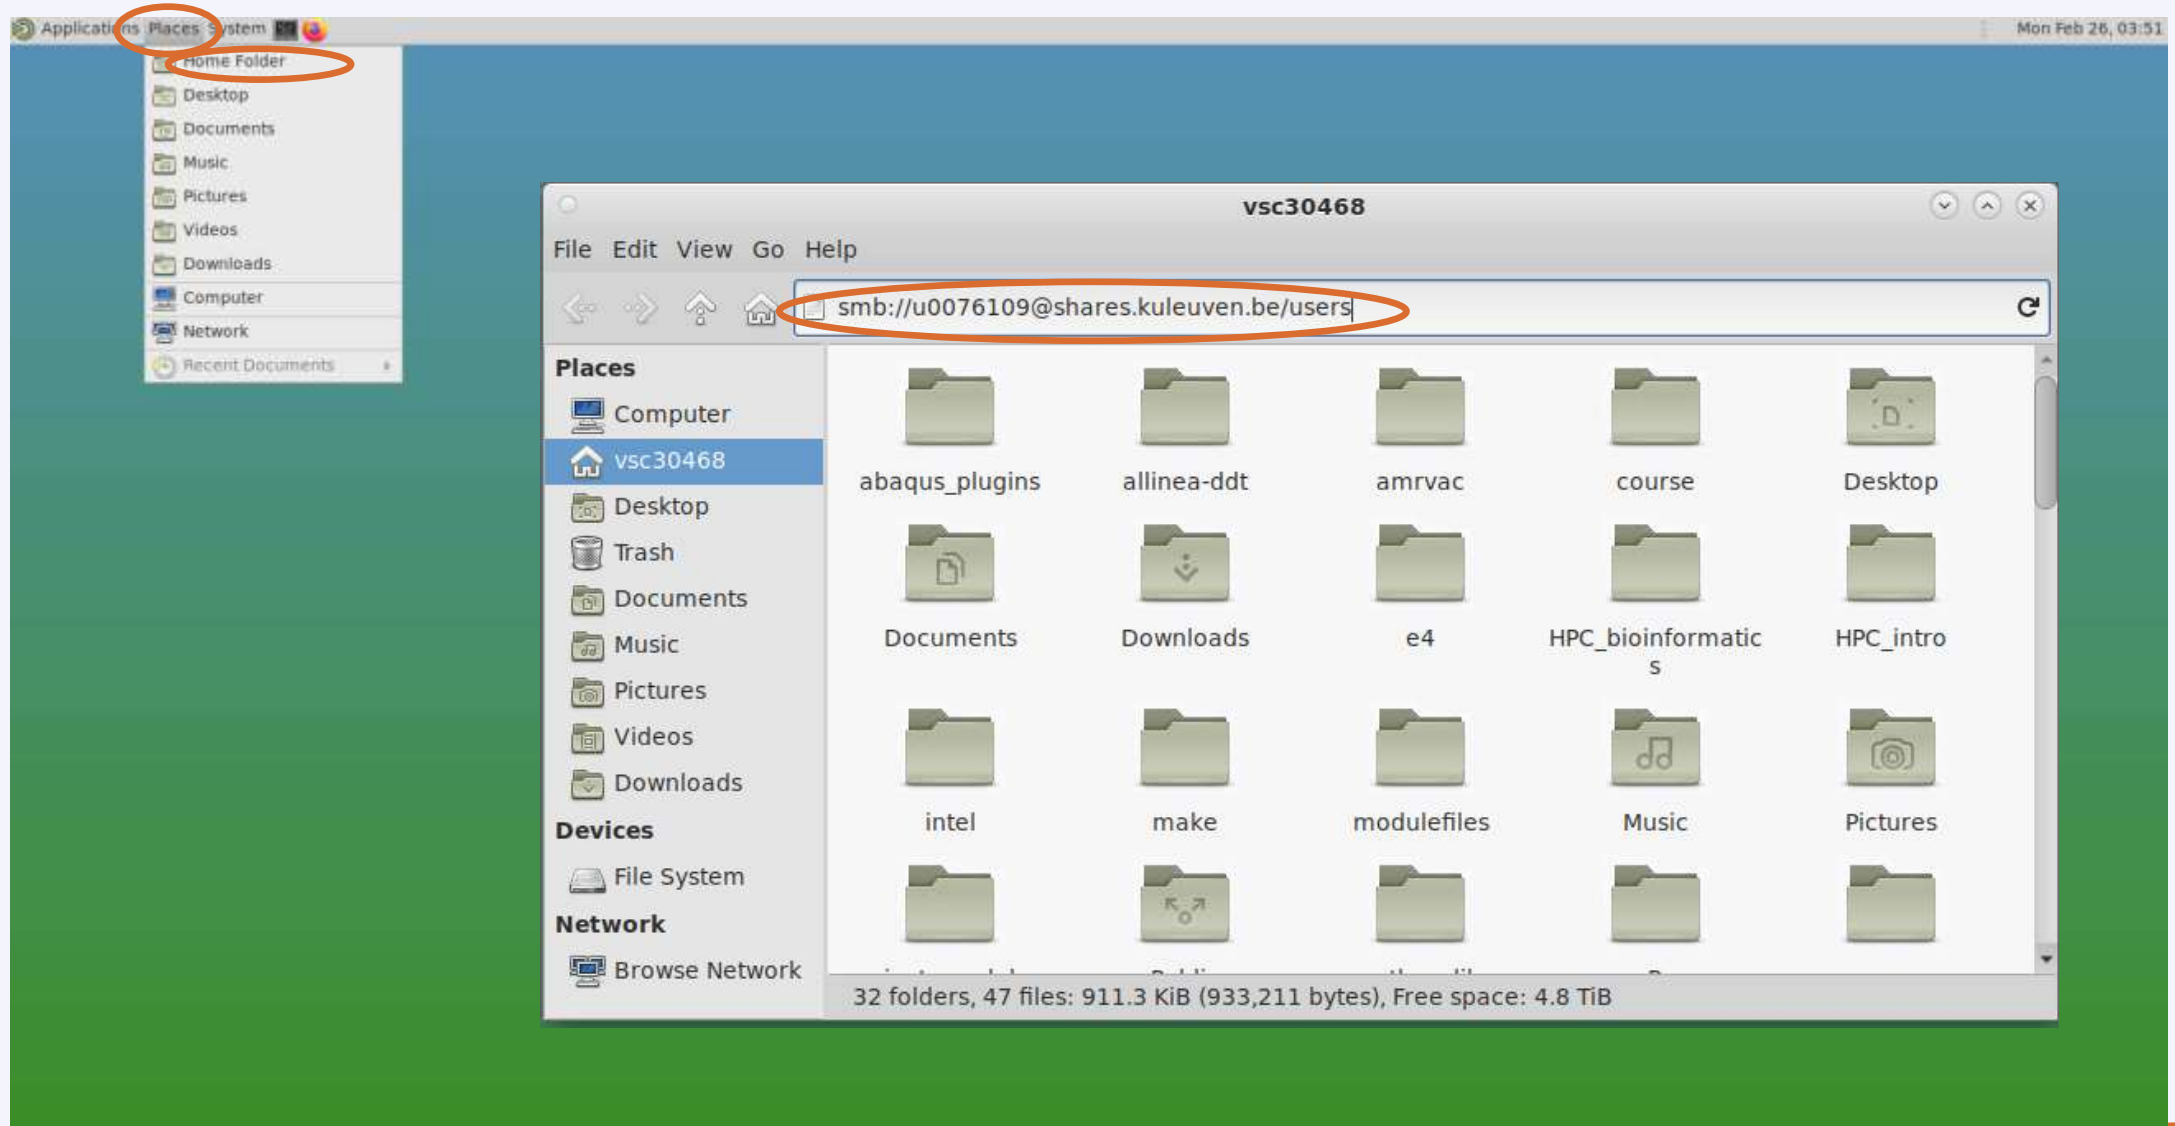 Applications Places System Mon Feb 26, 03:51
Home Folder
Desktop
Documents
Music
Pictures
Videos
Downloads
Computer
Network
Recent Documents
vsc30468
File Edit View Go Help
smb://u0076109@shares.kuleuven.be/users
Places
Computer
vsc30468
Desktop
Trash
Documents
Music
Pictures
Videos
Downloads
Devices
File System
Network
Browse Network
abaqus_plugins allinea-ddt amrvac course Desktop
Documents Downloads e4 HPC_bioinformatic HPC_intro
s
intel make modulefiles Music Pictures
32 folders, 47 files: 911.3 KiB (933,211 bytes), Free space: 4.8 TiB